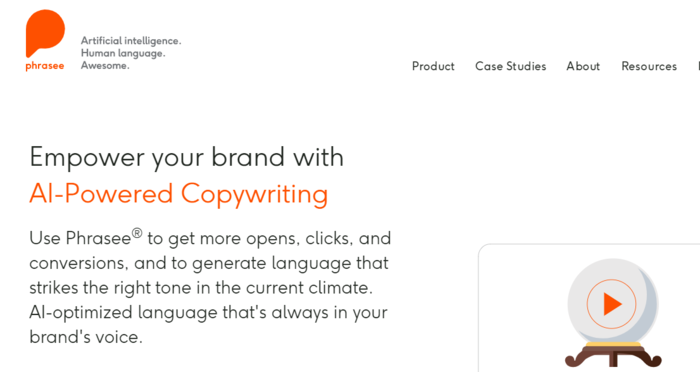 Artificial intelligence.
Human language.
Awesome.
phrasee
Product Case Studies About Resources
Empower your brand with
AI-Powered Copywriting
Use Phrasee® to get more opens, clicks, and
conversions, and to generate language that
strikes the right tone in the current climate.
AI-optimized language that's always in your
brand's voice.